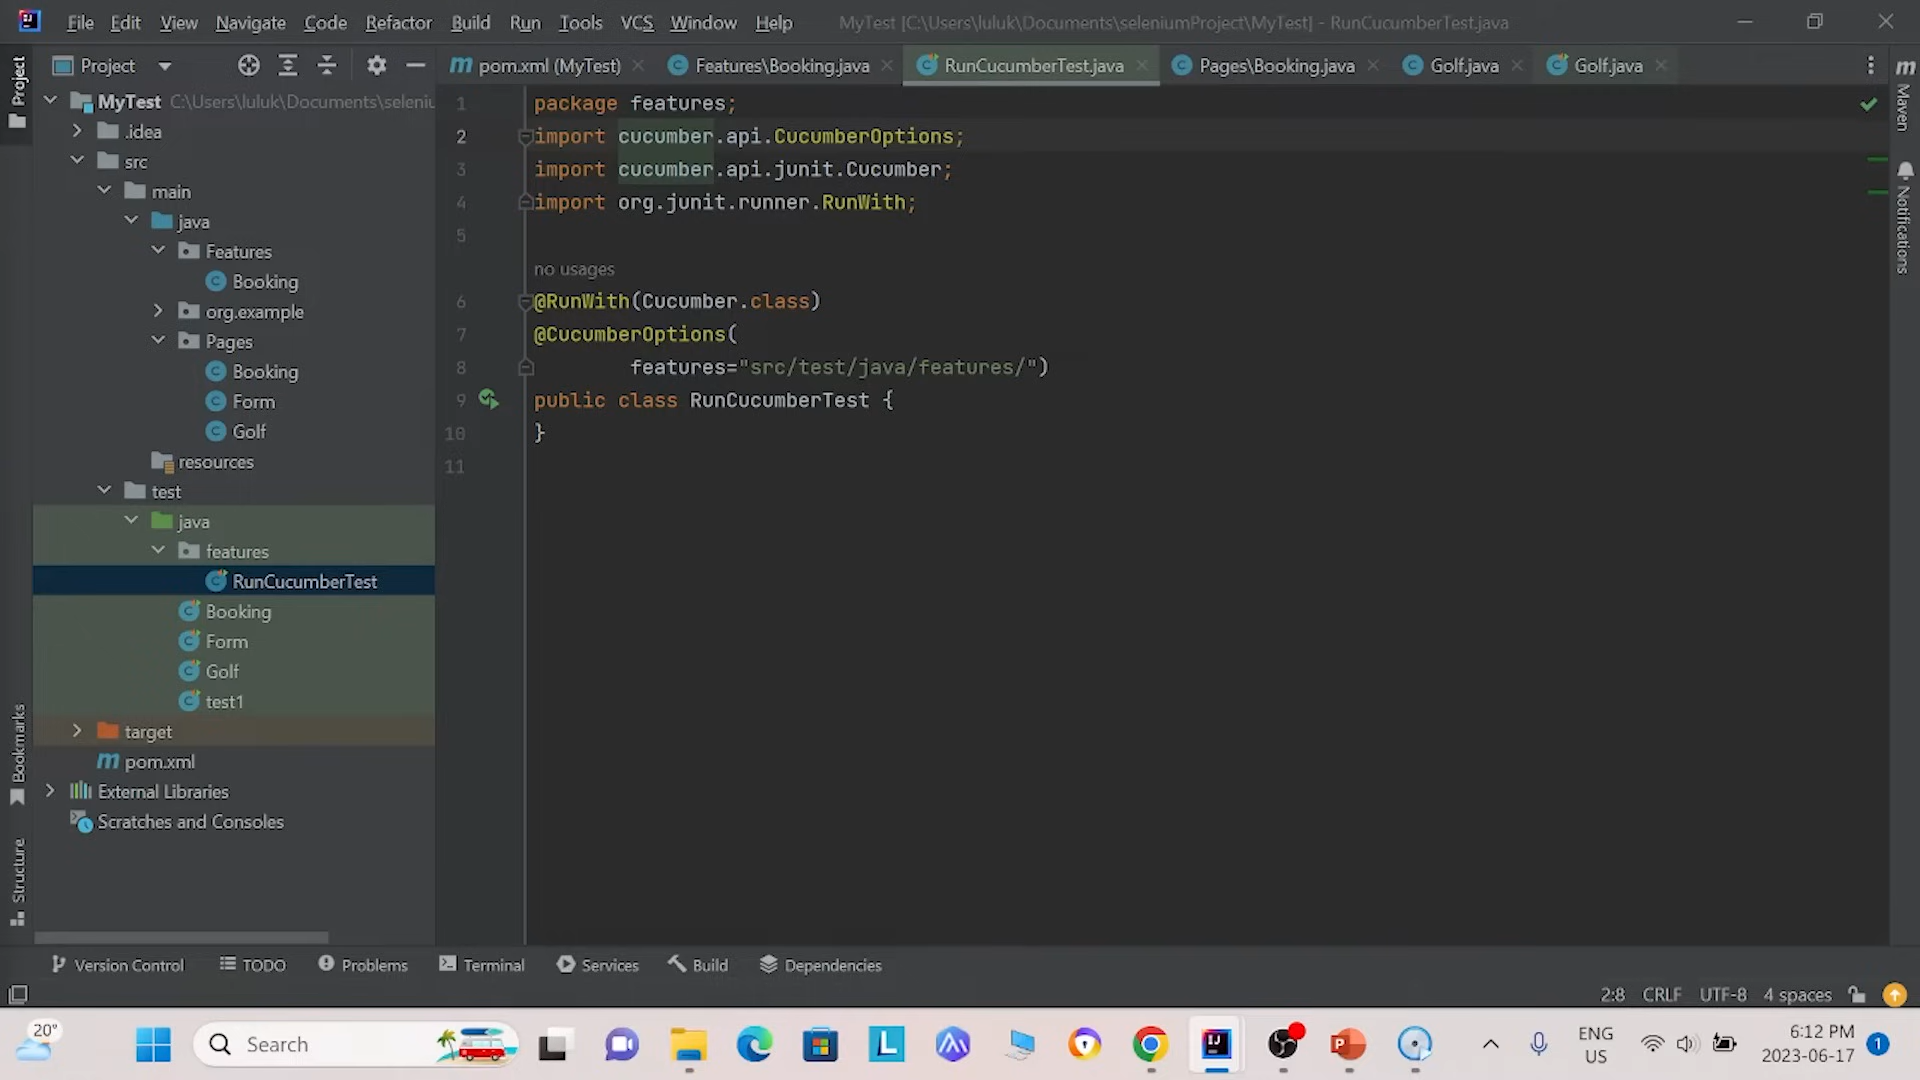 File Edit View Navigate Code Refactor Build Run Tools VCS Window Help MyTest [C:\Users\luluk\Documents\seleniumProject\MyTest] - RunCucumberTest.java
Project
pom.xml (MyTest) Features\Booking.java RunCucumberTest.java Pages\Booking.java Golf.java Golf.java
Project
Maven
Notifications
Bookmarks
Structure
MyTest C:\Users\luluk\Documents\seleniu
.idea
src
main
java
Features
Booking
org.example
Pages
Booking
Form
Golf
resources
test
java
features
RunCucumberTest
Booking
Form
Golf
test1
target
pom.xml
External Libraries
Scratches and Consoles
1 package features;
2 import cucumber.api.CucumberOptions;
3 import cucumber.api.junit.Cucumber;
4 import org.junit.runner.RunWith;
5
no usages
6 @RunWith(Cucumber.class)
7 @CucumberOptions(
8 features="src/test/java/features/")
9 public class RunCucumberTest {
10 }
11
Version Control TODO Problems Terminal Services Build Dependencies
2:8 CRLF UTF-8 4 spaces
20°
Search
ENG
US
6:12 PM
2023-06-17
1